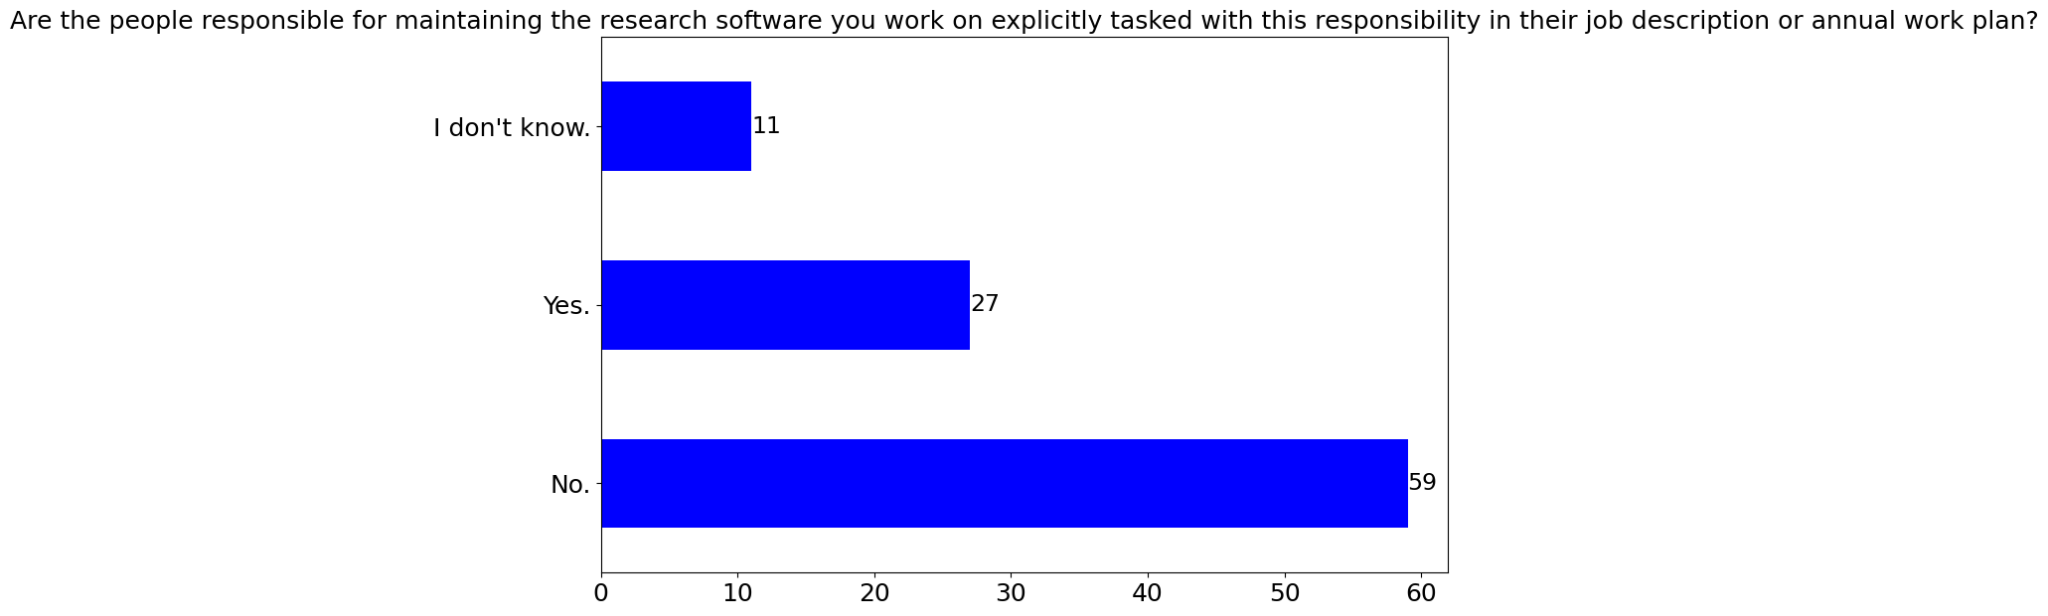 Are the people responsible for maintaining the research software you work on explicitly tasked with this responsibility in their job description or annual work plan?
I don't know.
11
Yes.
27
No.
59
0 10 20 30 40 50 60